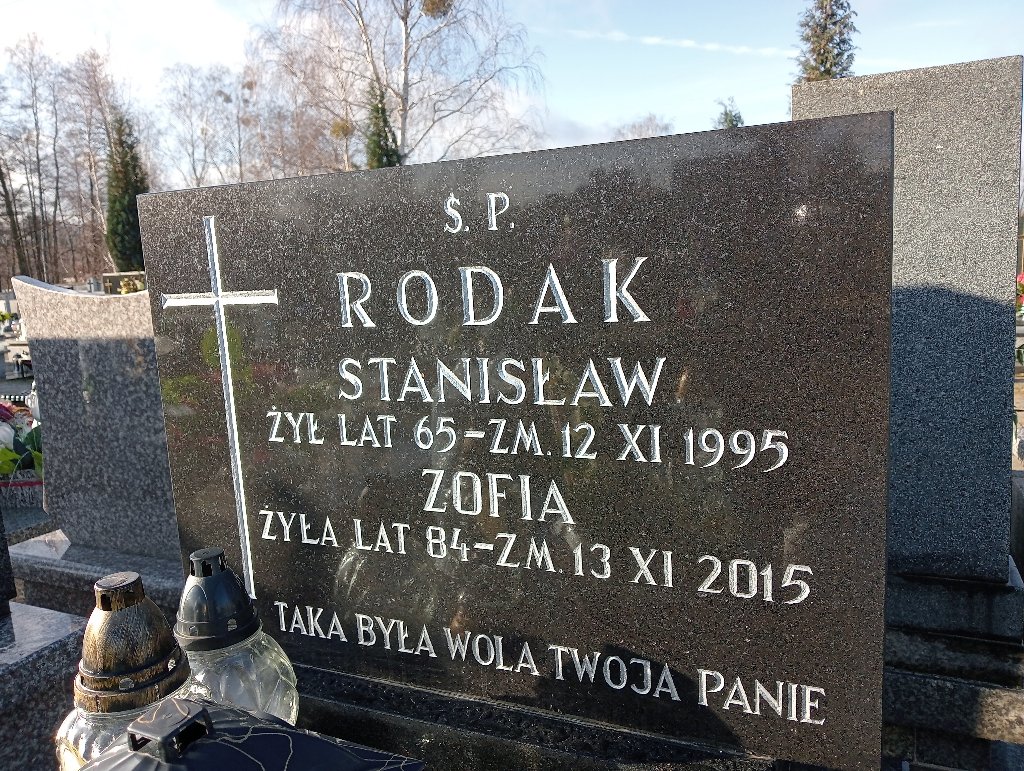 Ś. P.
RODAK
STANISŁAW
ŻYŁ LAT 65-ZM. 12 XI 1995
ZOFIA
ŻYŁA LAT 84-ZM. 13 XI 2015
TAKA BYŁA WOLA TWOJA PANIE